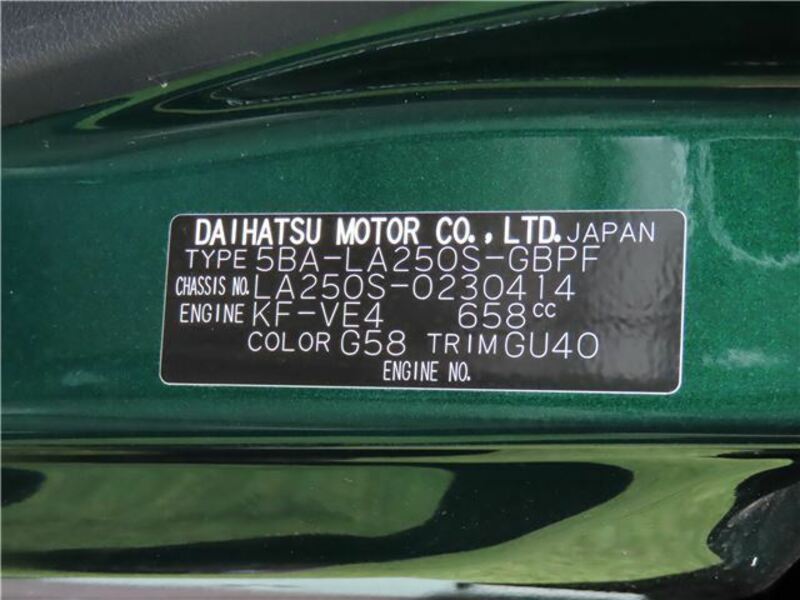 DAIHATSU MOTOR CO., LTD. JAPAN
TYPE 5BA-LA250S-GBPF
CHASSIS NO. LA250S-0230414
ENGINE KF-VE4 658cc
COLOR G58 TRIM GU40
ENGINE NO.